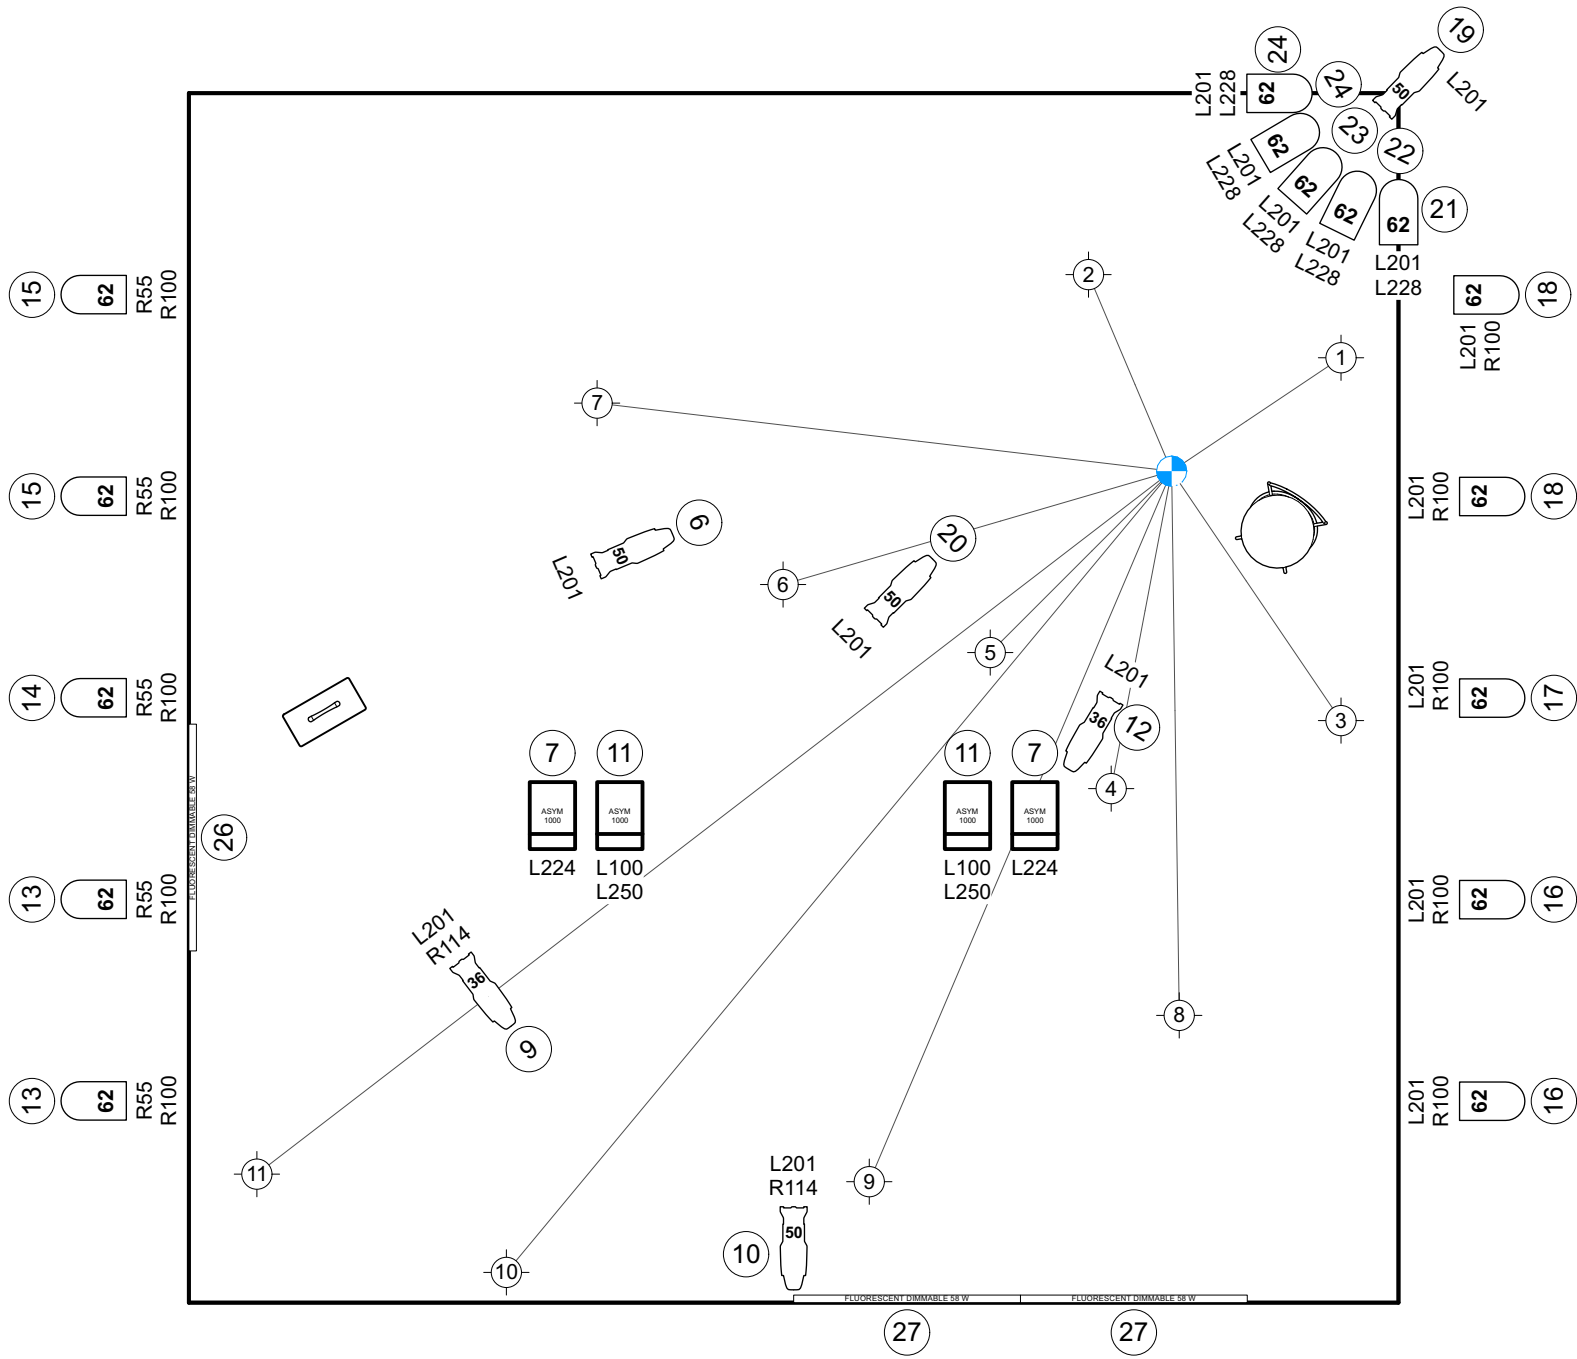 19
24
L201
L228
62
24
50
L201
23
22
62
L201
L228
62
L201
L228
62
L201
L228
62
21
L201
L228
15
62
R55
R100
2
62
18
L201
R100
1
7
15
62
R55
R100
6
50
L201
20
50
L201
6
5
L201
R100
62
18
14
62
R55
R100
L201
36
12
4
3
L201
R100
62
17
7
ASYM
1000
L224
11
ASYM
1000
L100
L250
11
ASYM
1000
L100
L250
7
ASYM
1000
L224
FLUORESCENT DIMMABLE 58 W
26
13
62
R55
R100
L201
R114
36
9
L201
R100
62
16
8
13
62
R55
R100
L201
R100
62
16
11
L201
R114
50
10
9
10
FLUORESCENT DIMMABLE 58 W
FLUORESCENT DIMMABLE 58 W
27
27